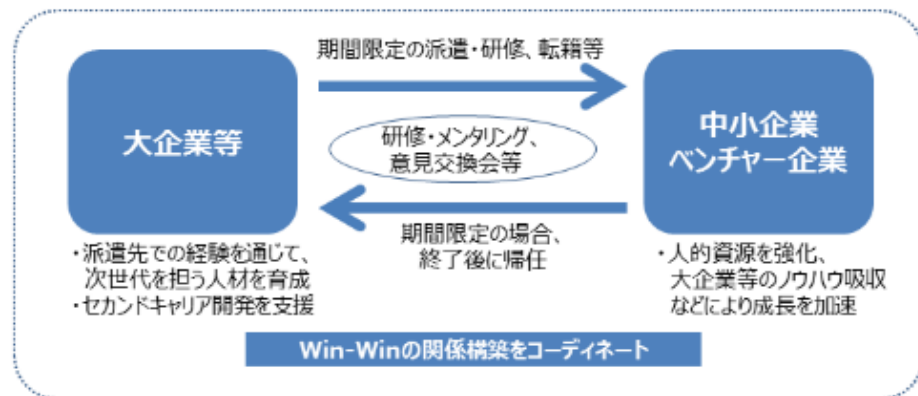 期間限定の派遣・研修、転籍等
大企業等
研修・メンタリング、
意見交換会等
中小企業
ベンチャー企業
期間限定の場合、
終了後に帰任
・派遣先での経験を通じて、
次世代を担う人材を育成
・セカンドキャリア開発を支援
・人的資源を強化、
大企業等のノウハウ吸収
などにより成長を加速
Win-Winの関係構築をコーディネート